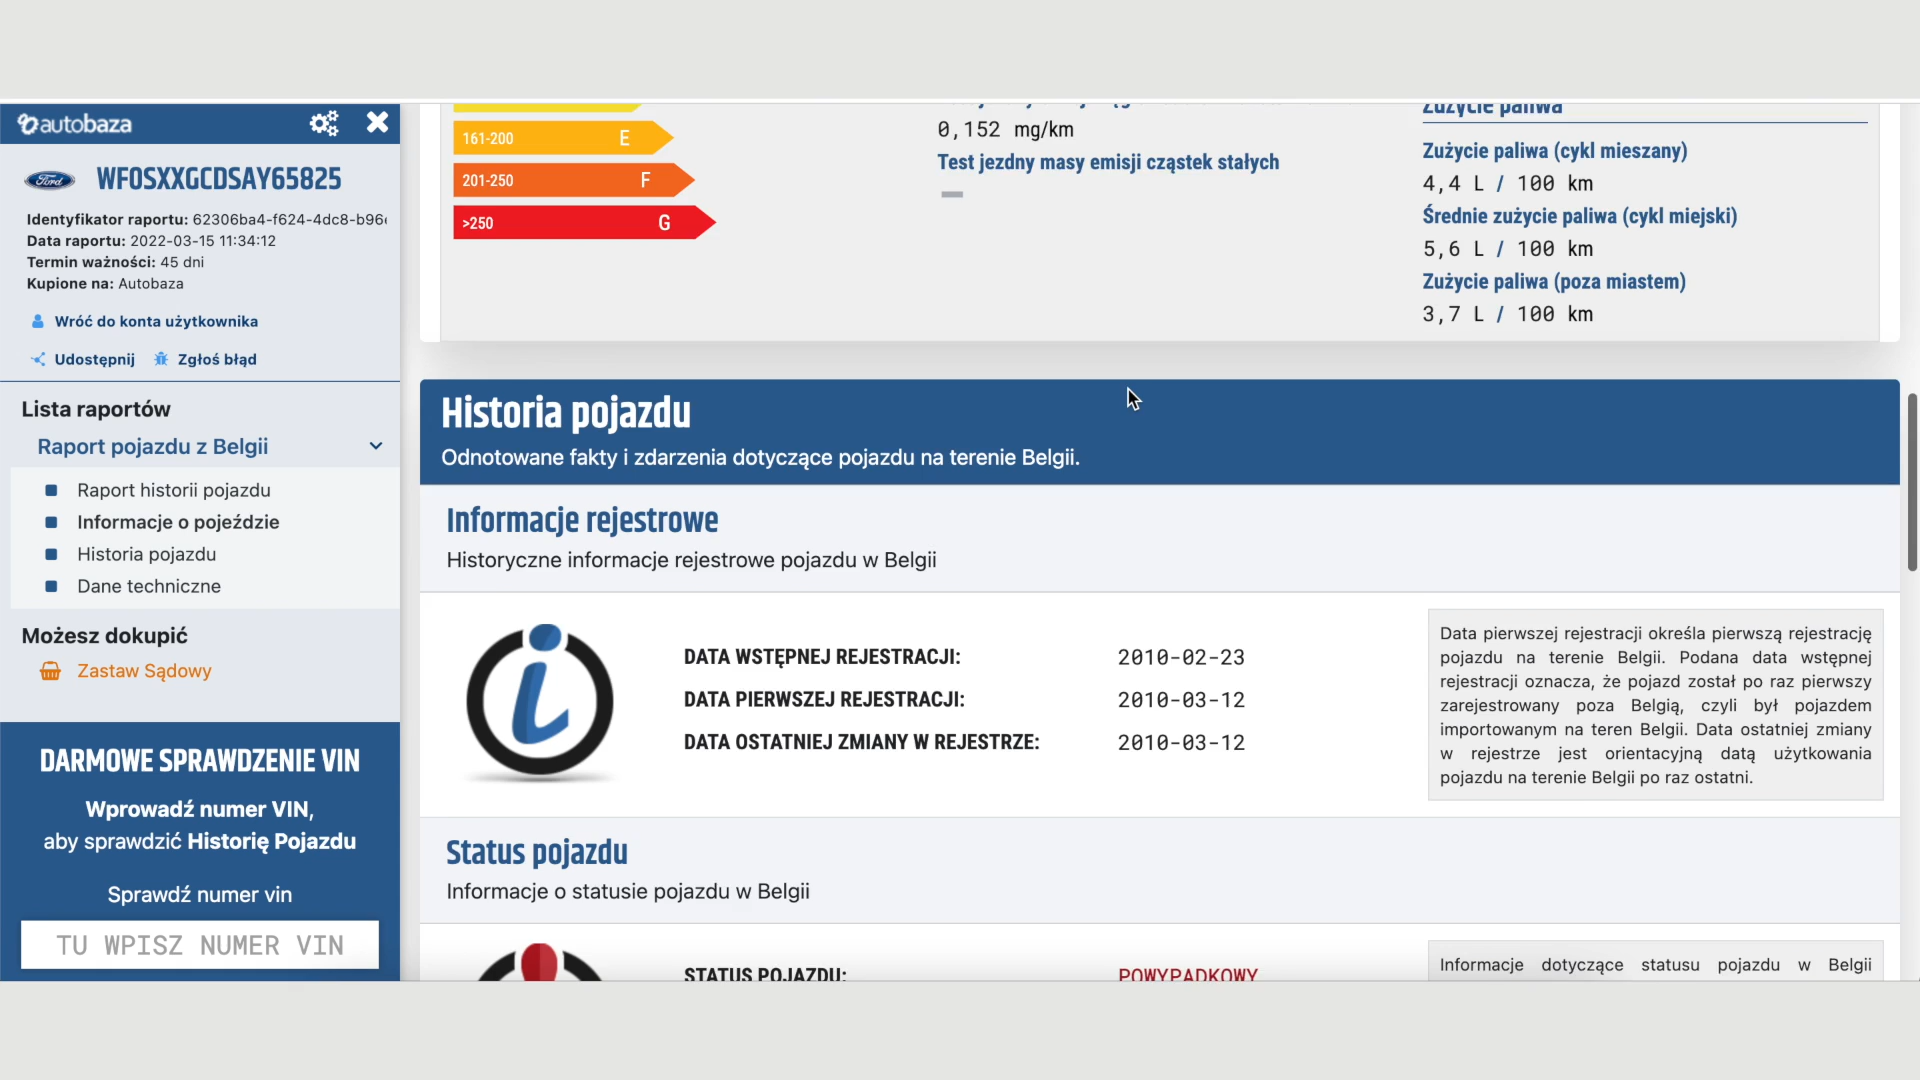 autobaza
Ford
WF0SXXGCDSAY65825
Identyfikator raportu: 62306ba4-f624-4dc8-b96
Data raportu: 2022-03-15 11:34:12
Termin ważności: 45 dni
Kupione na: Autobaza
Wróć do konta użytkownika
Udostępnij
Zgłoś błąd
Lista raportów
Raport pojazdu z Belgii
Raport historii pojazdu
Informacje o pojeździe
Historia pojazdu
Dane techniczne
Możesz dokupić
Zastaw Sądowy
DARMOWE SPRAWDZENIE VIN
Wprowadź numer VIN,
aby sprawdzić Historię Pojazdu
Sprawdź numer vin
TU WPISZ NUMER VIN
161-200 E
201-250 F
>250 G
0,152 mg/km
Test jezdny masy emisji cząstek stałych
Zużycie paliwa
Zużycie paliwa (cykl mieszany)
4,4 L / 100 km
Średnie zużycie paliwa (cykl miejski)
5,6 L / 100 km
Zużycie paliwa (poza miastem)
3,7 L / 100 km
Historia pojazdu
Odnotowane fakty i zdarzenia dotyczące pojazdu na terenie Belgii.
Informacje rejestrowe
Historyczne informacje rejestrowe pojazdu w Belgii
DATA WSTĘPNEJ REJESTRACJI: 2010-02-23
DATA PIERWSZEJ REJESTRACJI: 2010-03-12
DATA OSTATNIEJ ZMIANY W REJESTRZE: 2010-03-12
Data pierwszej rejestracji określa pierwszą rejestrację
pojazdu na terenie Belgii. Podana data wstępnej
rejestracji oznacza, że pojazd został po raz pierwszy
zarejestrowany poza Belgią, czyli był pojazdem
importowanym na teren Belgii. Data ostatniej zmiany
w rejestrze jest orientacyjną datą użytkowania
pojazdu na terenie Belgii po raz ostatni.
Status pojazdu
Informacje o statusie pojazdu w Belgii
STATUS POJAZDU: POWYPADKOWY
Informacje dotyczące statusu pojazdu w Belgii